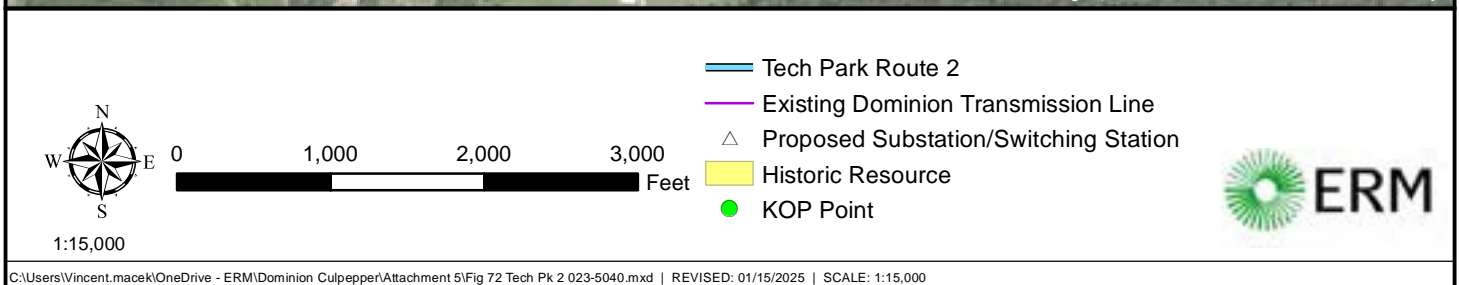 Tech Park Route 2
Existing Dominion Transmission Line
Proposed Substation/Switching Station
Historic Resource
KOP Point
N
W E
S
0 1,000 2,000 3,000
Feet
1:15,000
ERM
C:\Users\Vincent.macek\OneDrive - ERM\Dominion Culpepper\Attachment 5\Fig 72 Tech Pk 2 023-5040.mxd | REVISED: 01/15/2025 | SCALE: 1:15,000